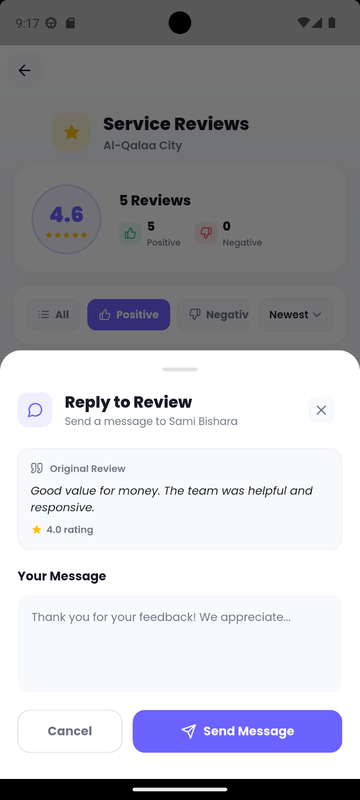 9:17
Service Reviews
Al-Qalaa City
4.6
5 Reviews
5
Positive
0
Negative
All
Positive
Negativ
Newest
Reply to Review
Send a message to Sami Bishara
Original Review
Good value for money. The team was helpful and
responsive.
4.0 rating
Your Message
Thank you for your feedback! We appreciate...
Cancel
Send Message